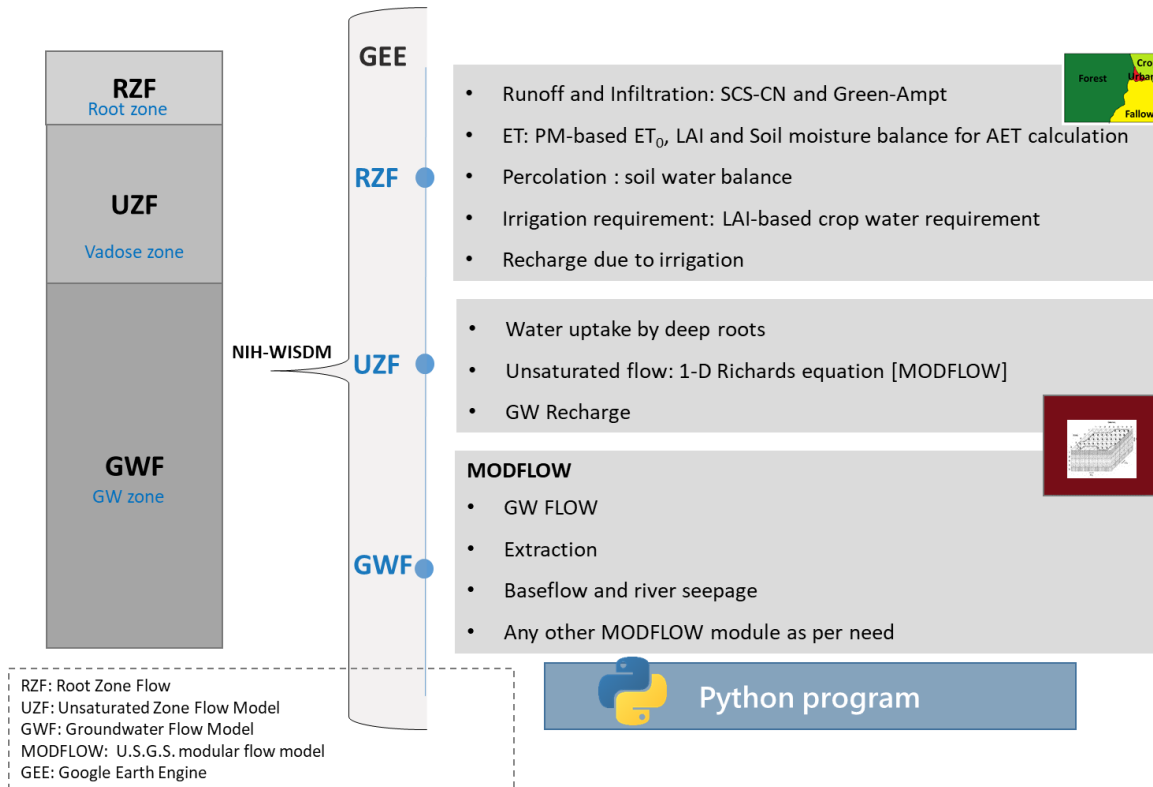 RZF
Root zone
UZF
Vadose zone
GWF
GW zone
NIH-WISDM
GEE
RZF
UZF
GWF
• Runoff and Infiltration: SCS-CN and Green-Ampt
• ET: PM-based ET₀, LAI and Soil moisture balance for AET calculation
• Percolation : soil water balance
• Irrigation requirement: LAI-based crop water requirement
• Recharge due to irrigation
Forest
Cro
Urban
Fallow
• Water uptake by deep roots
• Unsaturated flow: 1-D Richards equation [MODFLOW]
• GW Recharge
MODFLOW
• GW FLOW
• Extraction
• Baseflow and river seepage
• Any other MODFLOW module as per need
Python program
RZF: Root Zone Flow
UZF: Unsaturated Zone Flow Model
GWF: Groundwater Flow Model
MODFLOW: U.S.G.S. modular flow model
GEE: Google Earth Engine